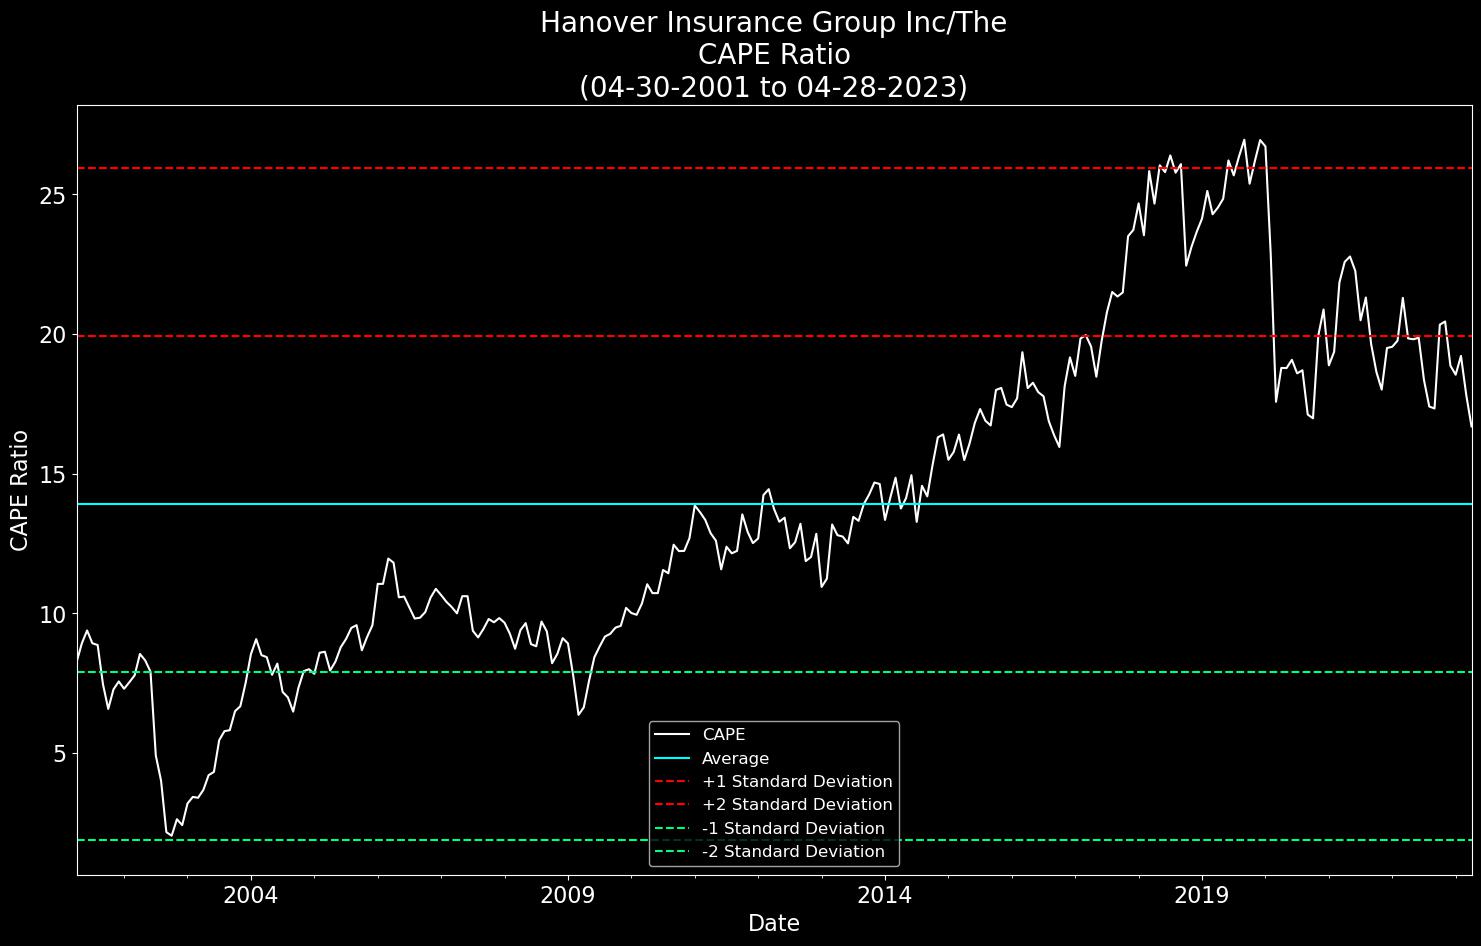 Hanover Insurance Group Inc/The
CAPE Ratio
(04-30-2001 to 04-28-2023)
25
20
15
10
5
CAPE Ratio
CAPE
Average
+1 Standard Deviation
+2 Standard Deviation
-1 Standard Deviation
-2 Standard Deviation
2004 2009 2014 2019
Date